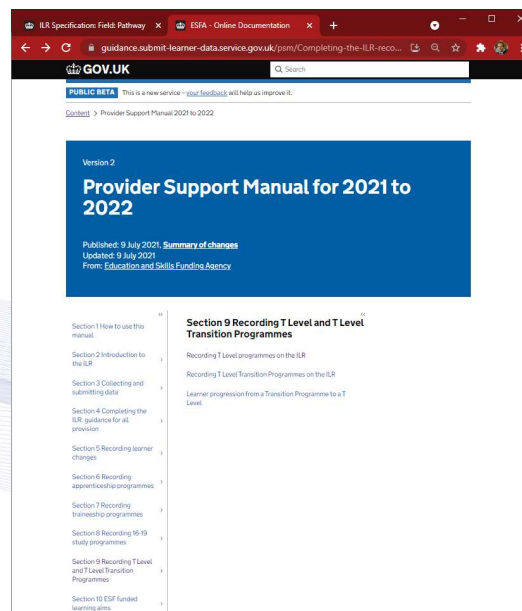 ILR Specification: Field: Pathway
ESFA - Online Documentation
guidance.submit-learner-data.service.gov.uk/psm/Completing-the-ILR-reco...
GOV.UK
Search
PUBLIC BETA This is a new service – your feedback will help us improve it.
Content > Provider Support Manual 2021 to 2022
Version 2
Provider Support Manual for 2021 to
2022
Published: 9 July 2021, Summary of changes
Updated: 9 July 2021
From: Education and Skills Funding Agency
Section 1 How to use this
manual
Section 2 Introduction to
the ILR
Section 3 Collecting and
submitting data
Section 4 Completing the
ILR: guidance for all
provision
Section 5 Recording learner
changes
Section 6 Recording
apprenticeship programmes
Section 7 Recording
traineeship programmes
Section 8 Recording 16-19
study programmes
Section 9 Recording T Level
and T Level Transition
Programmes
Section 10 ESF funded
learning aims
Section 9 Recording T Level and T Level
Transition Programmes
Recording T Level programmes on the ILR
Recording T Level Transition Programmes on the ILR
Learner progression from a Transition Programme to a T
Level